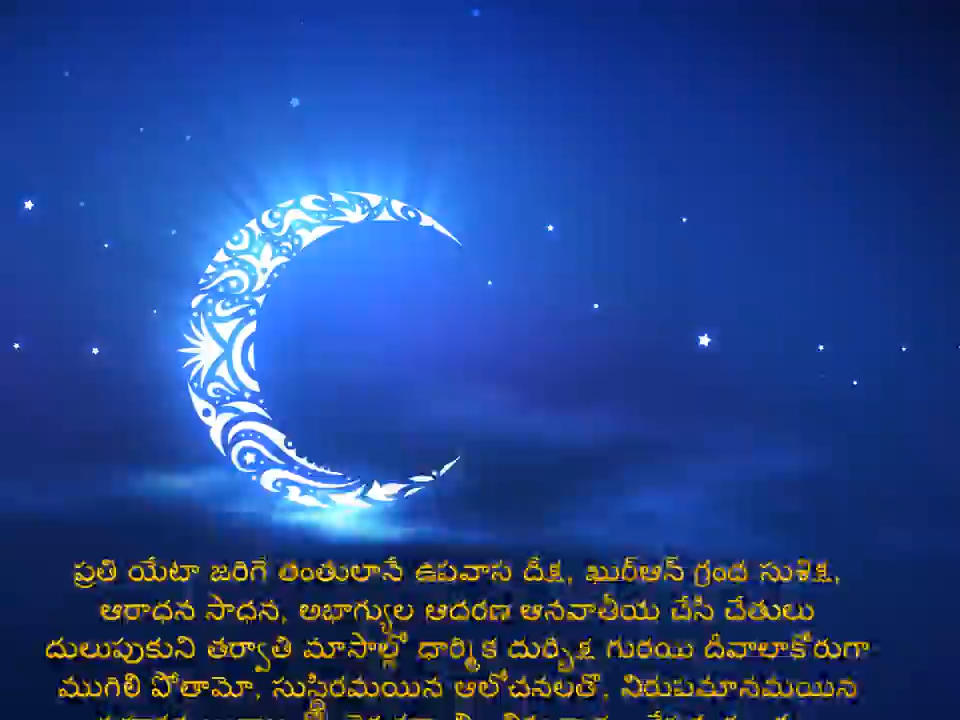 ప్రతి యేటా జరిగే తంతులానే ఉపవాస దీక్ష, ఖుర్ఆన్ గ్రంధ సుశిక్ష,
ఆరాధన సాధన, అభాగ్యుల ఆదరణ ఆనవాతీయ చేసి చేతులు
దులుపుకుని తర్వాతి మాసాల్లో ధార్మిక దుర్భిక్ష గురయి దివాలాకోరుగా
ముగిలి పోతామో, సుస్థిరమయిన ఆలోచనలతో, నిరుపమానమయిన